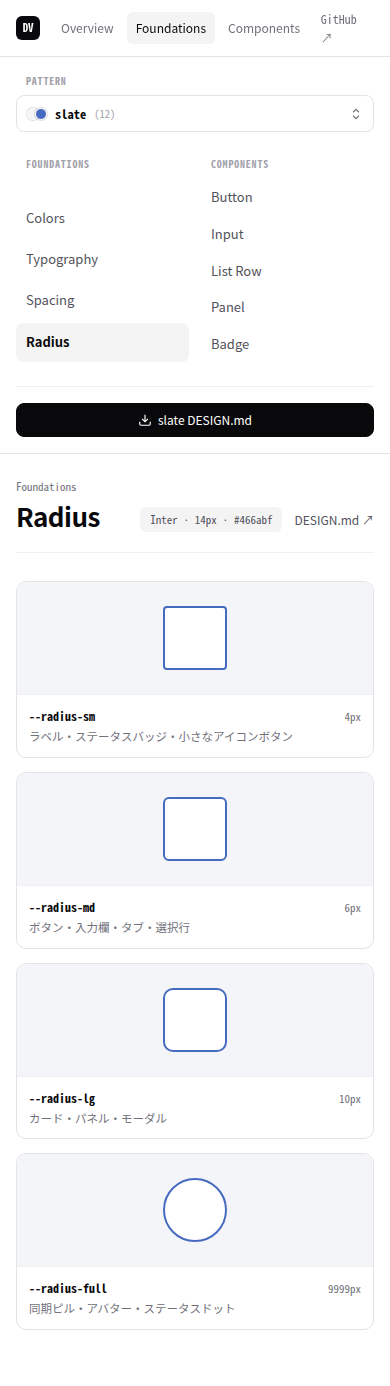 DV
Overview
Foundations
Components
GitHub
↗
PATTERN
slate (12)
FOUNDATIONS
Colors
Typography
Spacing
Radius
COMPONENTS
Button
Input
List Row
Panel
Badge
slate DESIGN.md
Foundations
Radius
Inter · 14px · #466abf
DESIGN.md ↗
--radius-sm 4px
ラベル・ステータスバッジ・小さなアイコンボタン
--radius-md 6px
ボタン・入力欄・タブ・選択行
--radius-lg 10px
カード・パネル・モーダル
--radius-full 9999px
同期ピル・アバター・ステータスドット